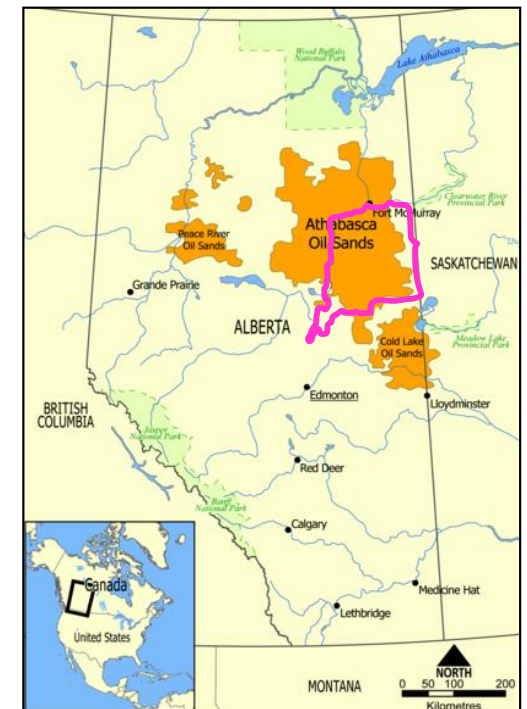 Wood Buffalo
National Park
Lake Athabasca
Clearwater River
Provincial Park
Fort McMurray
Athabasca
Oil Sands
Peace River
Oil Sands
SASKATCHEWAN
Grande Prairie
ALBERTA
Cold Lake
Oil Sands
Meadow Lake
Provincial Park
Edmonton
Lloydminster
BRITISH
COLUMBIA
Jasper
National Park
Red Deer
Banff
National Park
Calgary
Medicine Hat
Lethbridge
Canada
United States
MONTANA
NORTH
0 50 100 200
Kilometres